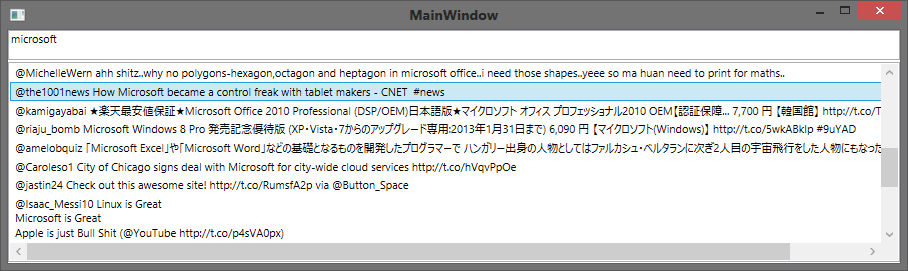 MainWindow
microsoft
@MichelleWern ahh shitz..why no polygons-hexagon,octagon and heptagon in microsoft office..i need those shapes..yeee so ma huan need to print for maths..
@the1001news How Microsoft became a control freak with tablet makers - CNET #news
@kamigayabai ★楽天最安値保証★Microsoft Office 2010 Professional (DSP/OEM)日本語版★マイクロソフト オフィス プロフェッショナル2010 OEM【認証保障... 7,700 円 【韓国館】 http://t.co/T
@riaju_bomb Microsoft Windows 8 Pro 発売記念優待版 (XP・Vista・7からのアップグレード専用:2013年1月31日まで) 6,090 円 【マイクロソフト(Windows)】 http://t.co/5wkABkIp #9uYAD
@amelobquiz 「Microsoft Excel」や「Microsoft Word」などの基礎となるものを開発したプログラマーで ハンガリー出身の人物としてはファルカシュ・ベルタランに次ぎ2人目の宇宙飛行をした人物にもなった
@Caroleso1 City of Chicago signs deal with Microsoft for city-wide cloud services http://t.co/hVqvPpOe
@jastin24 Check out this awesome site! http://t.co/RumsfA2p via @Button_Space
@Isaac_Messi10 Linux is Great
Microsoft is Great
Apple is just Bull Shit (@YouTube http://t.co/p4sVA0px)